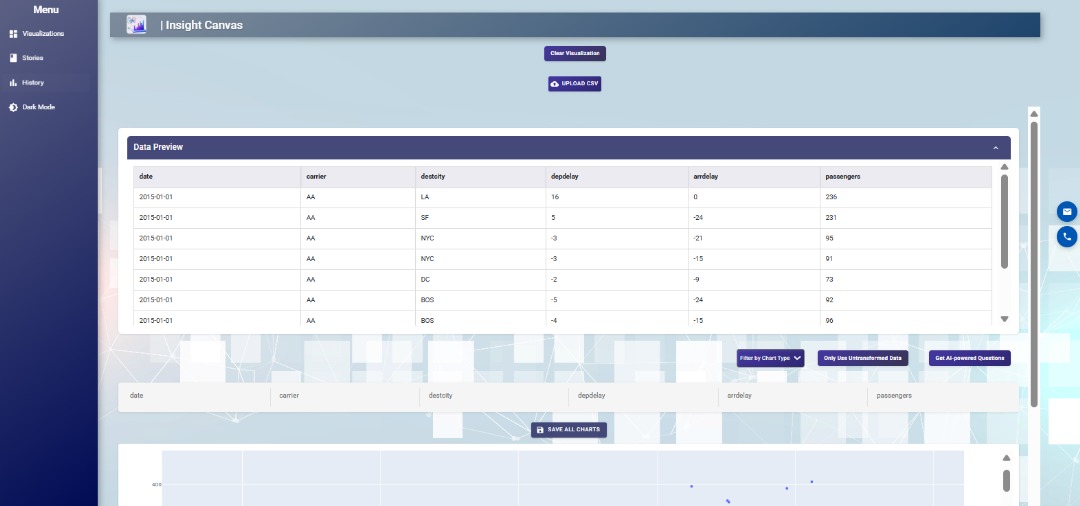 Menu
Visualizations
Stories
History
Dark Mode
| Insight Canvas
Clear Visualization
UPLOAD CSV
Data Preview
date carrier destcity depdelay arrdelay passengers
2015-01-01 AA LA 16 0 236
2015-01-01 AA SF 5 -24 231
2015-01-01 AA NYC -3 -21 95
2015-01-01 AA NYC -3 -15 91
2015-01-01 AA DC -2 -9 73
2015-01-01 AA BOS -5 -24 92
2015-01-01 AA BOS -4 -15 96
Filter by Chart Type Only Use Untransformed Data Get AI-powered Questions
date carrier destcity depdelay arrdelay passengers
SAVE ALL CHARTS
400